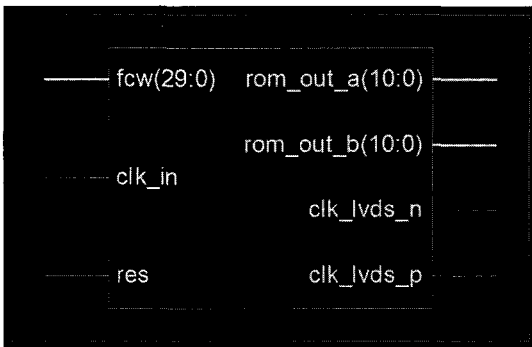 fcw(29:0) rom_out_a(10:0)
rom_out_b(10:0)
clk_in
clk_lvds_n
res clk_lvds_p